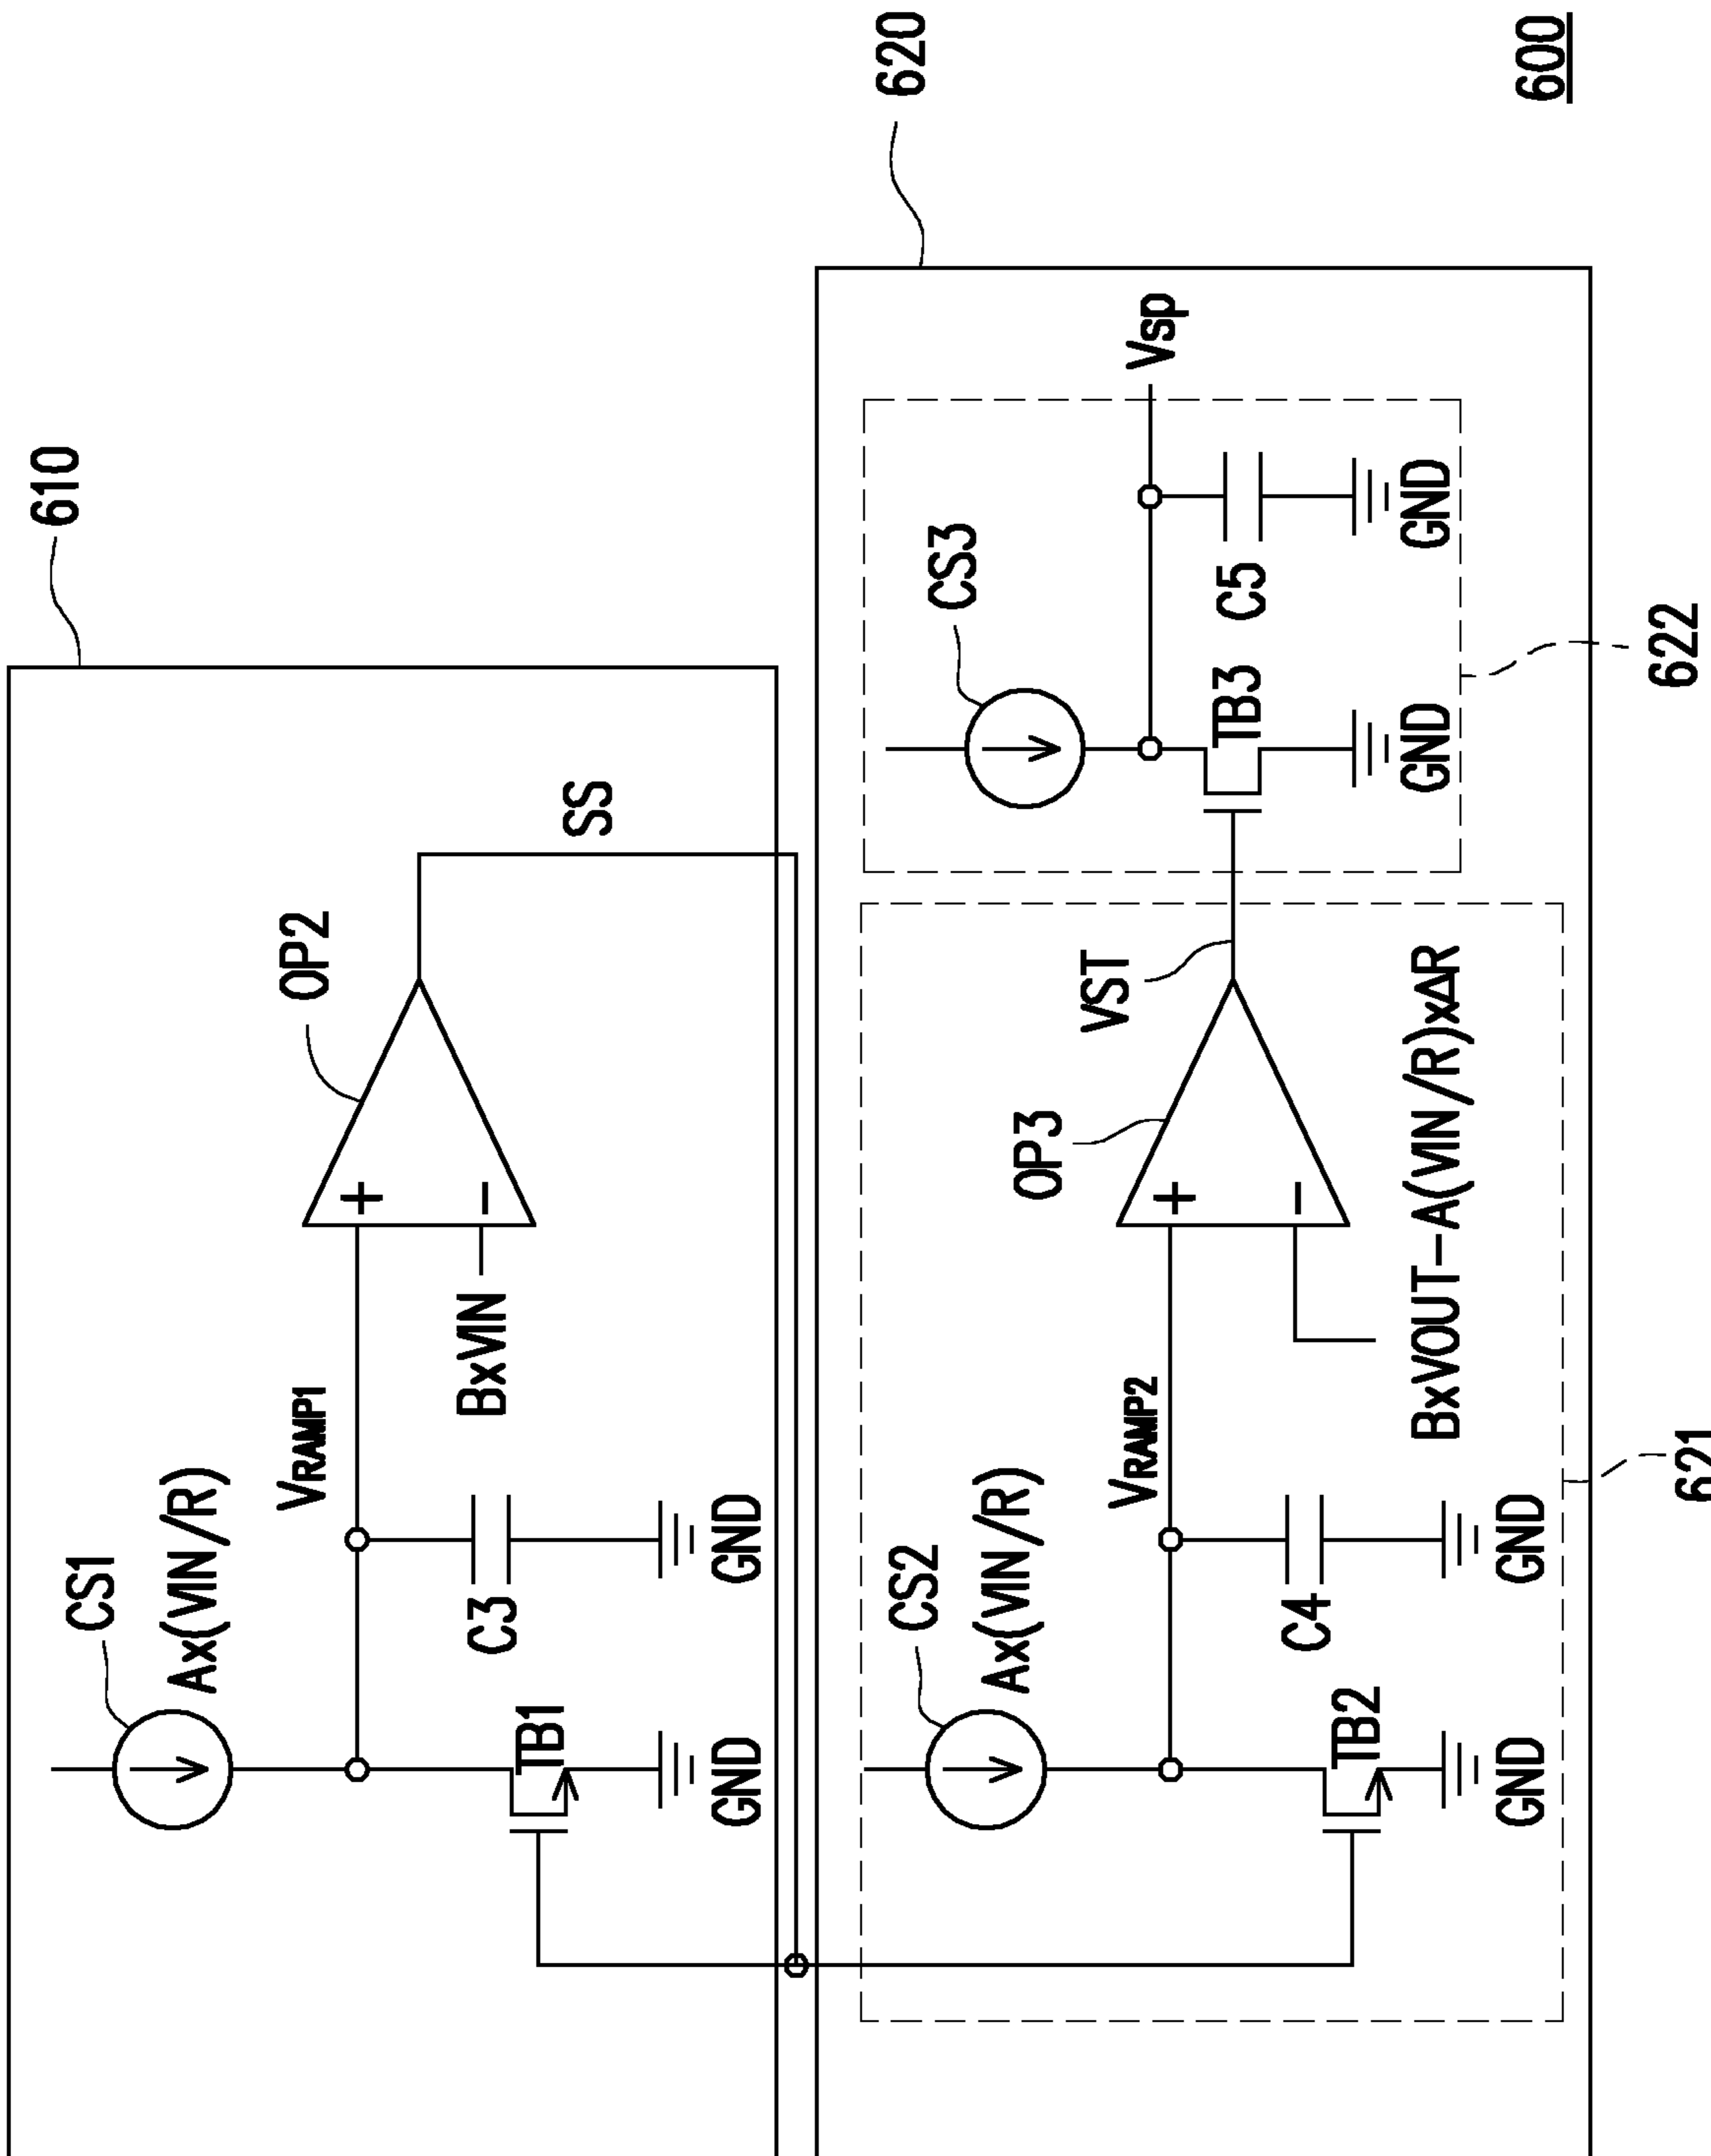 610
CS1
Ax(VIN/R)
VRAMP1
OP2
+
−
BxVIN
SS
C3
TB1
GND
GND
620
CS2
Ax(VIN/R)
VRAMP2
OP3
+
−
VST
BxVOUT−A(VIN/R)xΔR
C4
TB2
GND
GND
621
CS3
Vsp
TB3
C5
GND
GND
622
600